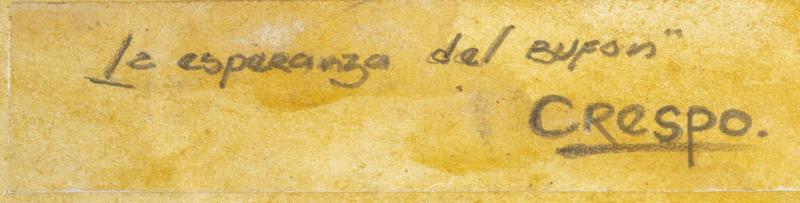 La esperanza del Bufon"
CRespo.